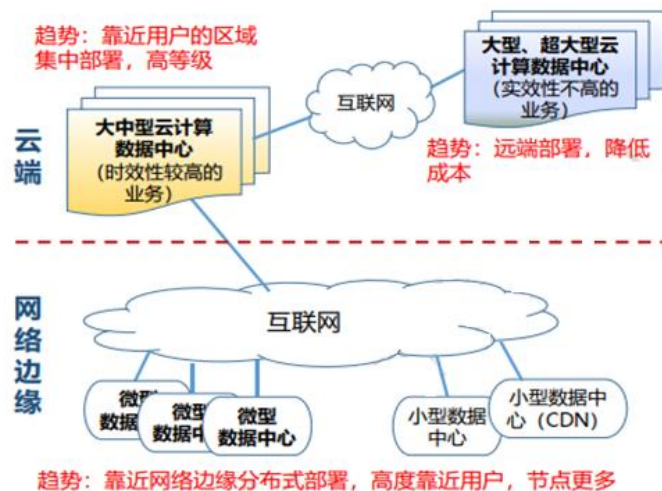 趋势：靠近用户的区域
集中部署，高等级
大型、超大型云
计算数据中心
（实效性不高的
业务）
互联网
大中型云计算
数据中心
（时效性较高的
业务）
趋势：远端部署，降低
成本
云端
网络边缘
互联网
微型
数据中
微型
数据中
微型
数据中心
小型数据
中心
小型数据中
心（CDN）
趋势：靠近网络边缘分布式部署，高度靠近用户，节点更多